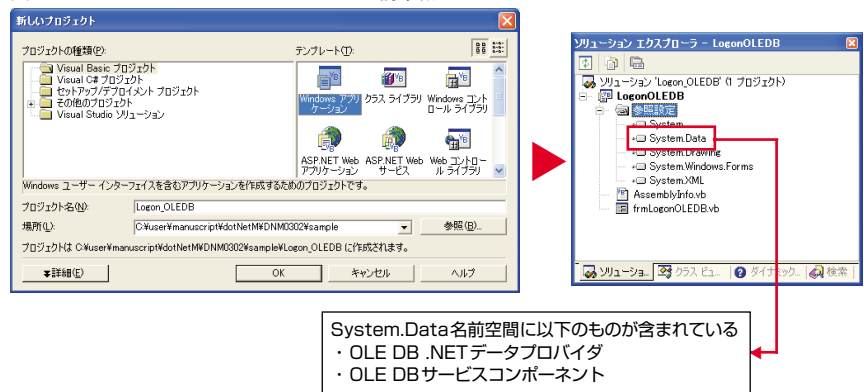 新しいプロジェクト
プロジェクトの種類(P):
テンプレート(T):
Visual Basic プロジェクト
Visual C# プロジェクト
セットアップ/デプロイメント プロジェクト
その他のプロジェクト
Visual Studio ソリューション
Windows アプリケーション
クラス ライブラリ
Windows コントロール ライブラリ
ASP.NET Web アプリケーション
ASP.NET Web サービス
Web コントロール ライブラリ
Windows ユーザー インターフェイスを含むアプリケーションを作成するためのプロジェクトです。
プロジェクト名(N):
Logon_OLEDB
場所(L):
C:¥user¥manuscript¥dotNetM¥DNM0302¥sample
参照(B)...
プロジェクトは C:¥user¥manuscript¥dotNetM¥DNM0302¥sample¥Logon_OLEDB に作成されます。
詳細(E)
OK
キャンセル
ヘルプ
ソリューション エクスプローラ - LogonOLEDB
ソリューション 'Logon_OLEDB' (1 プロジェクト)
LogonOLEDB
参照設定
System
System.Data
System.Drawing
System.Windows.Forms
System.XML
AssemblyInfo.vb
frmLogonOLEDB.vb
ソリューショ...
クラス ビュ...
ダイナミック...
検索
System.Data名前空間に以下のものが含まれている
・OLE DB .NETデータプロバイダ
・OLE DBサービスコンポーネント